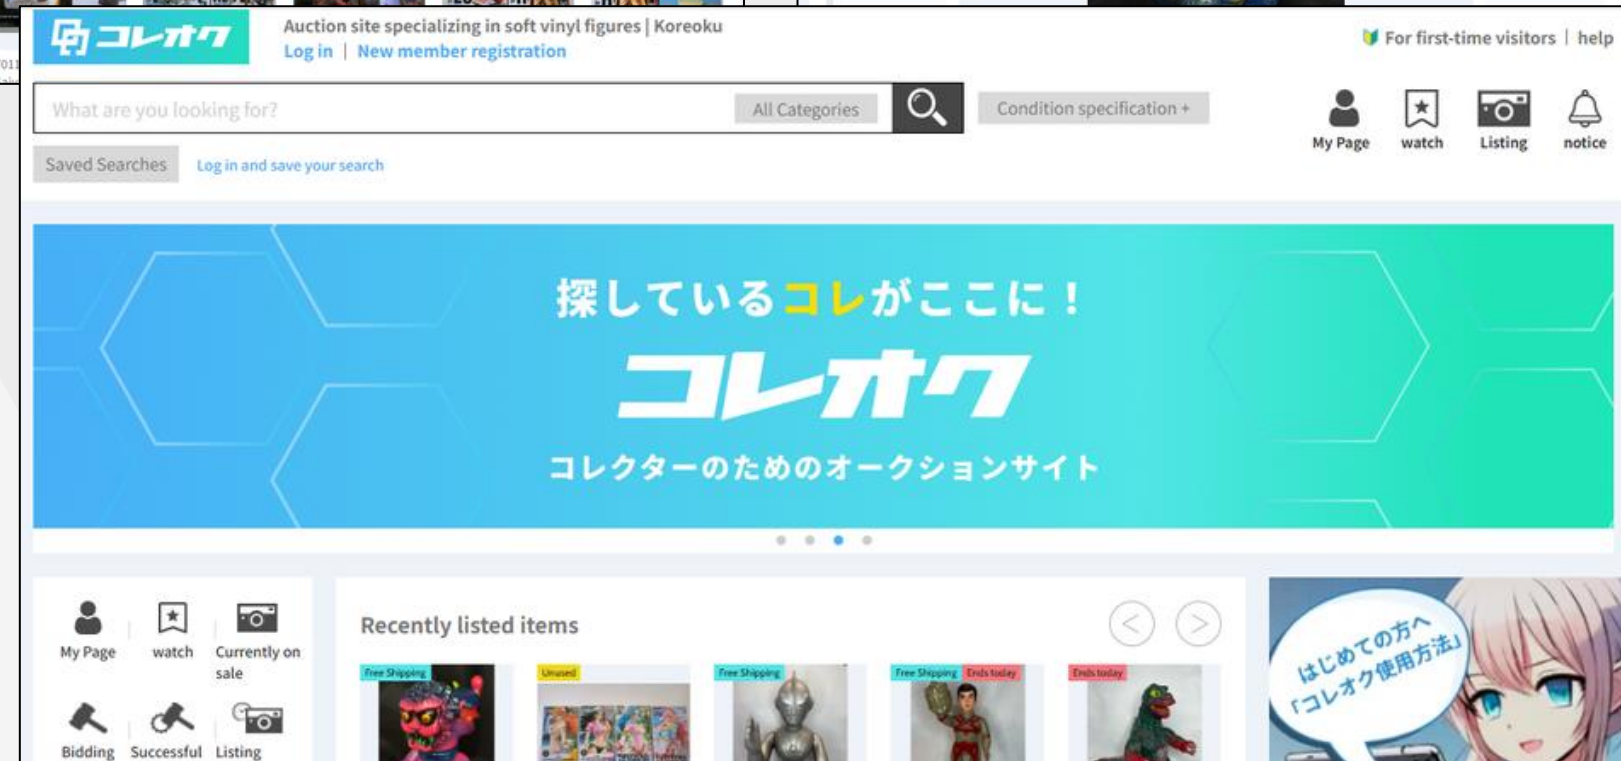 コレオク
Auction site specializing in soft vinyl figures | Koreoku
Log in | New member registration
For first-time visitors | help
What are you looking for?
All Categories
Condition specification +
My Page
watch
Listing
notice
Saved Searches
Log in and save your search
探しているコレがここに！
コレオク
コレクターのためのオークションサイト
My Page
watch
Currently on
sale
Bidding
Successful
Listing
Recently listed items
< >
Free Shipping
Unused
Free Shipping
Free Shipping
Ends today
Ends today
はじめての方へ
「コレオク使用方法」